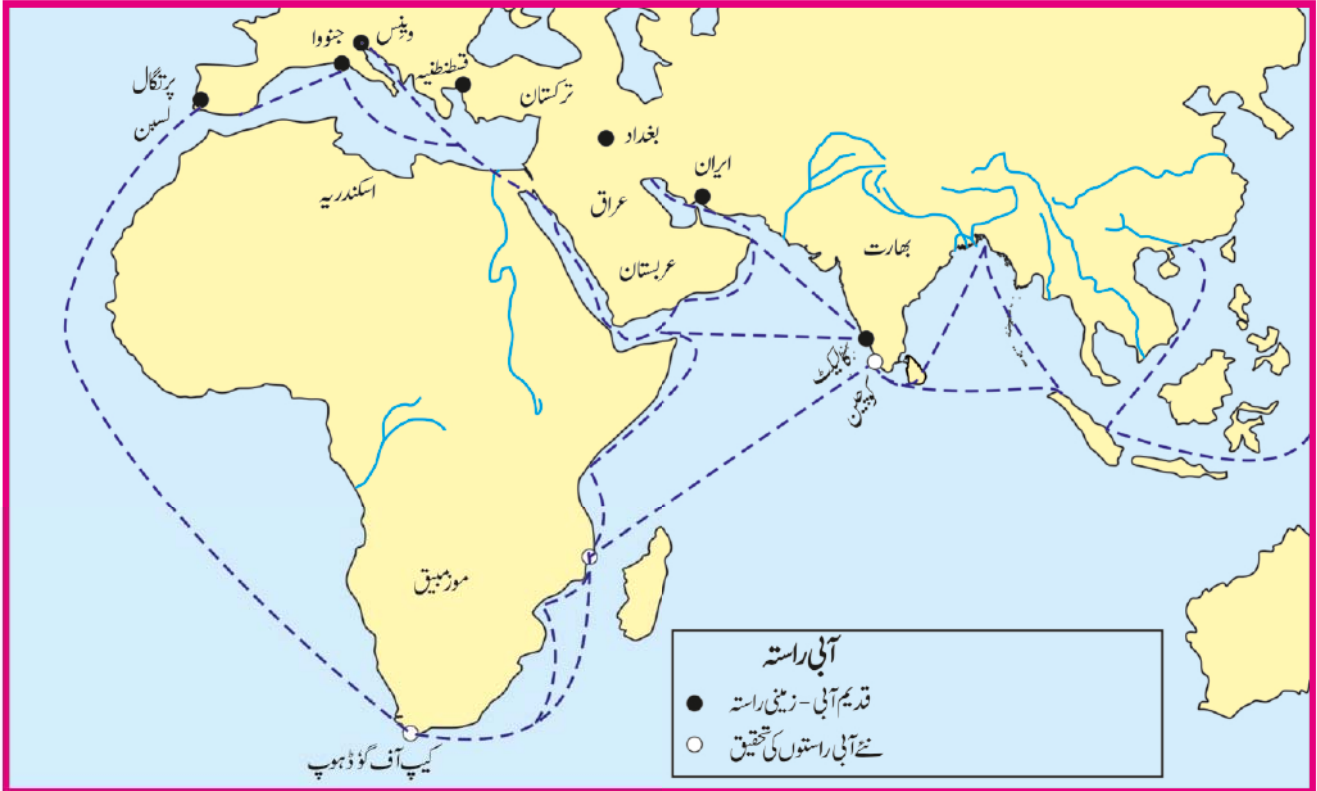 وینس
جنووا
قسطنطنیہ
پرتگال
لسبن
ترکستان
بغداد
ایران
اسکندریہ
عراق
بھارت
عربستان
کالیکٹ
کوچین
موزمبیق
آبی راستہ
قدیم آبی - زمینی راستہ
نئے آبی راستوں کی تحقیق
کیپ آف گڈ ہوپ